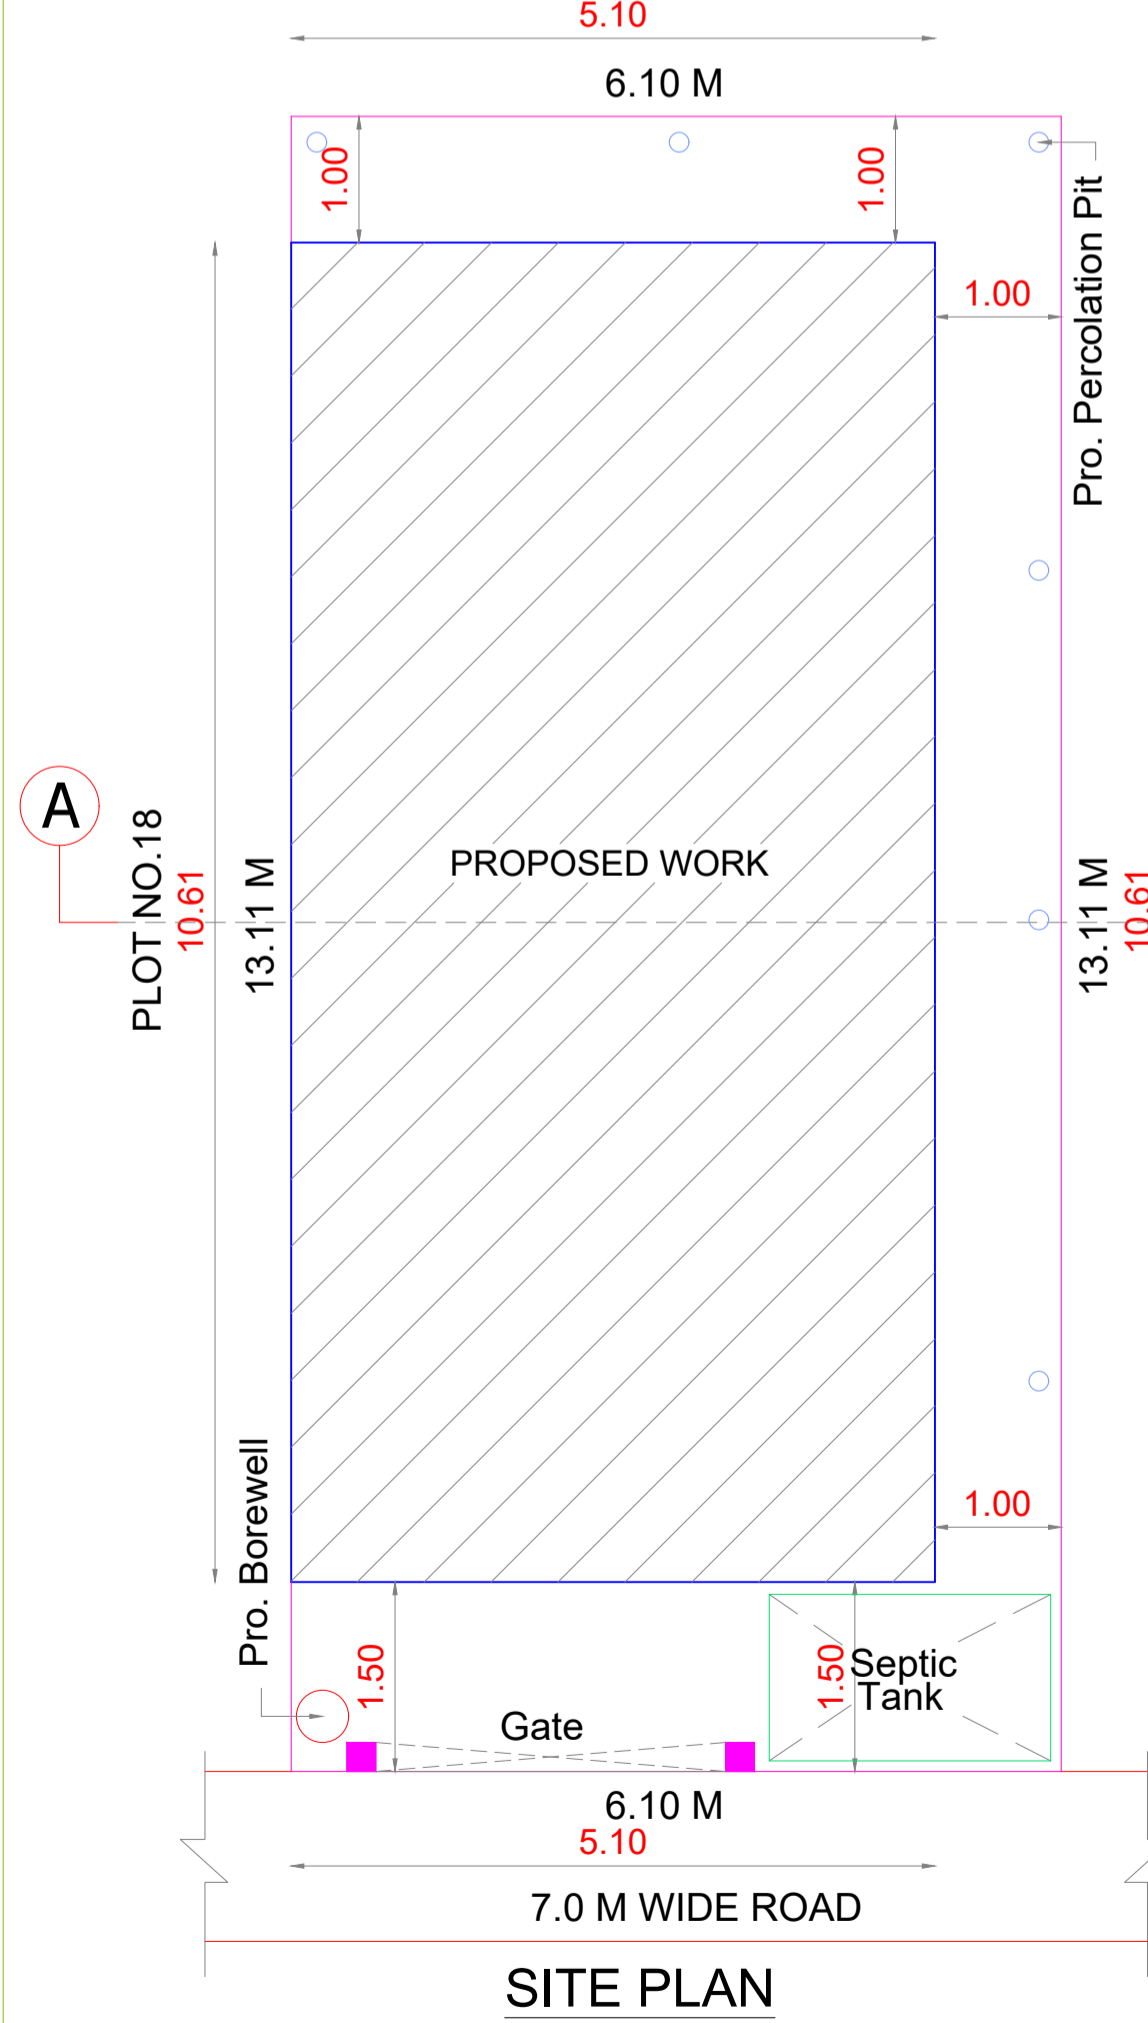 5.10
6.10 M
1.00
1.00
Pro. Percolation Pit
1.00
A
PLOT NO.18
10.61
13.11 M
PROPOSED WORK
13.11 M
10.61
Pro. Borewell
1.00
1.50
1.50
Septic
Tank
Gate
6.10 M
5.10
7.0 M WIDE ROAD
SITE PLAN